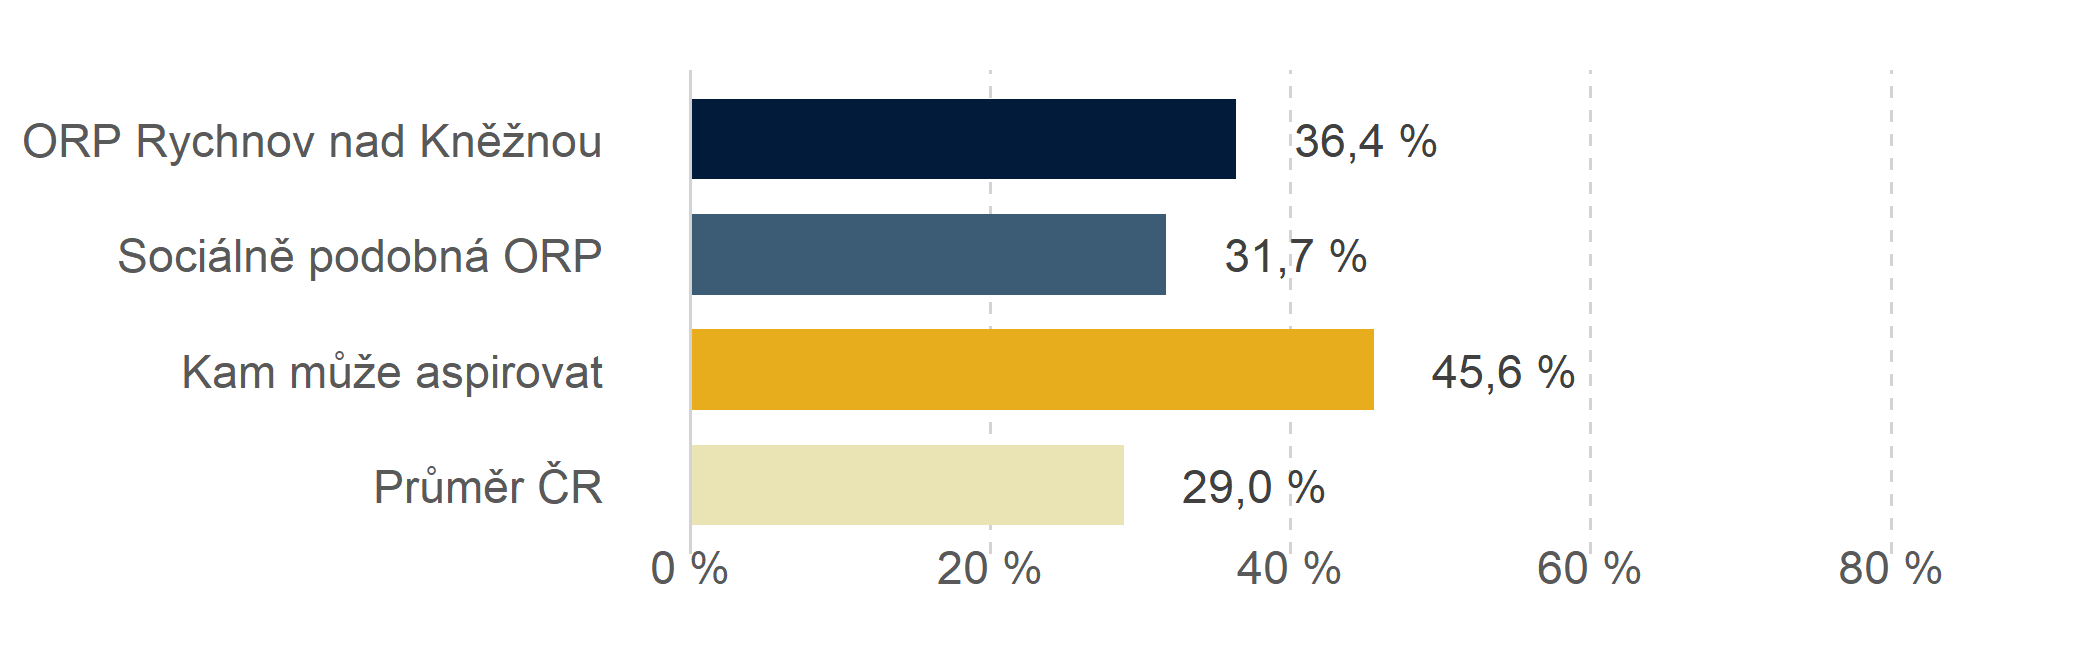 ORP Rychnov nad Kněžnou
36,4 %
Sociálně podobná ORP
31,7 %
Kam může aspirovat
45,6 %
Průměr ČR
29,0 %
0 %
20 %
40 %
60 %
80 %